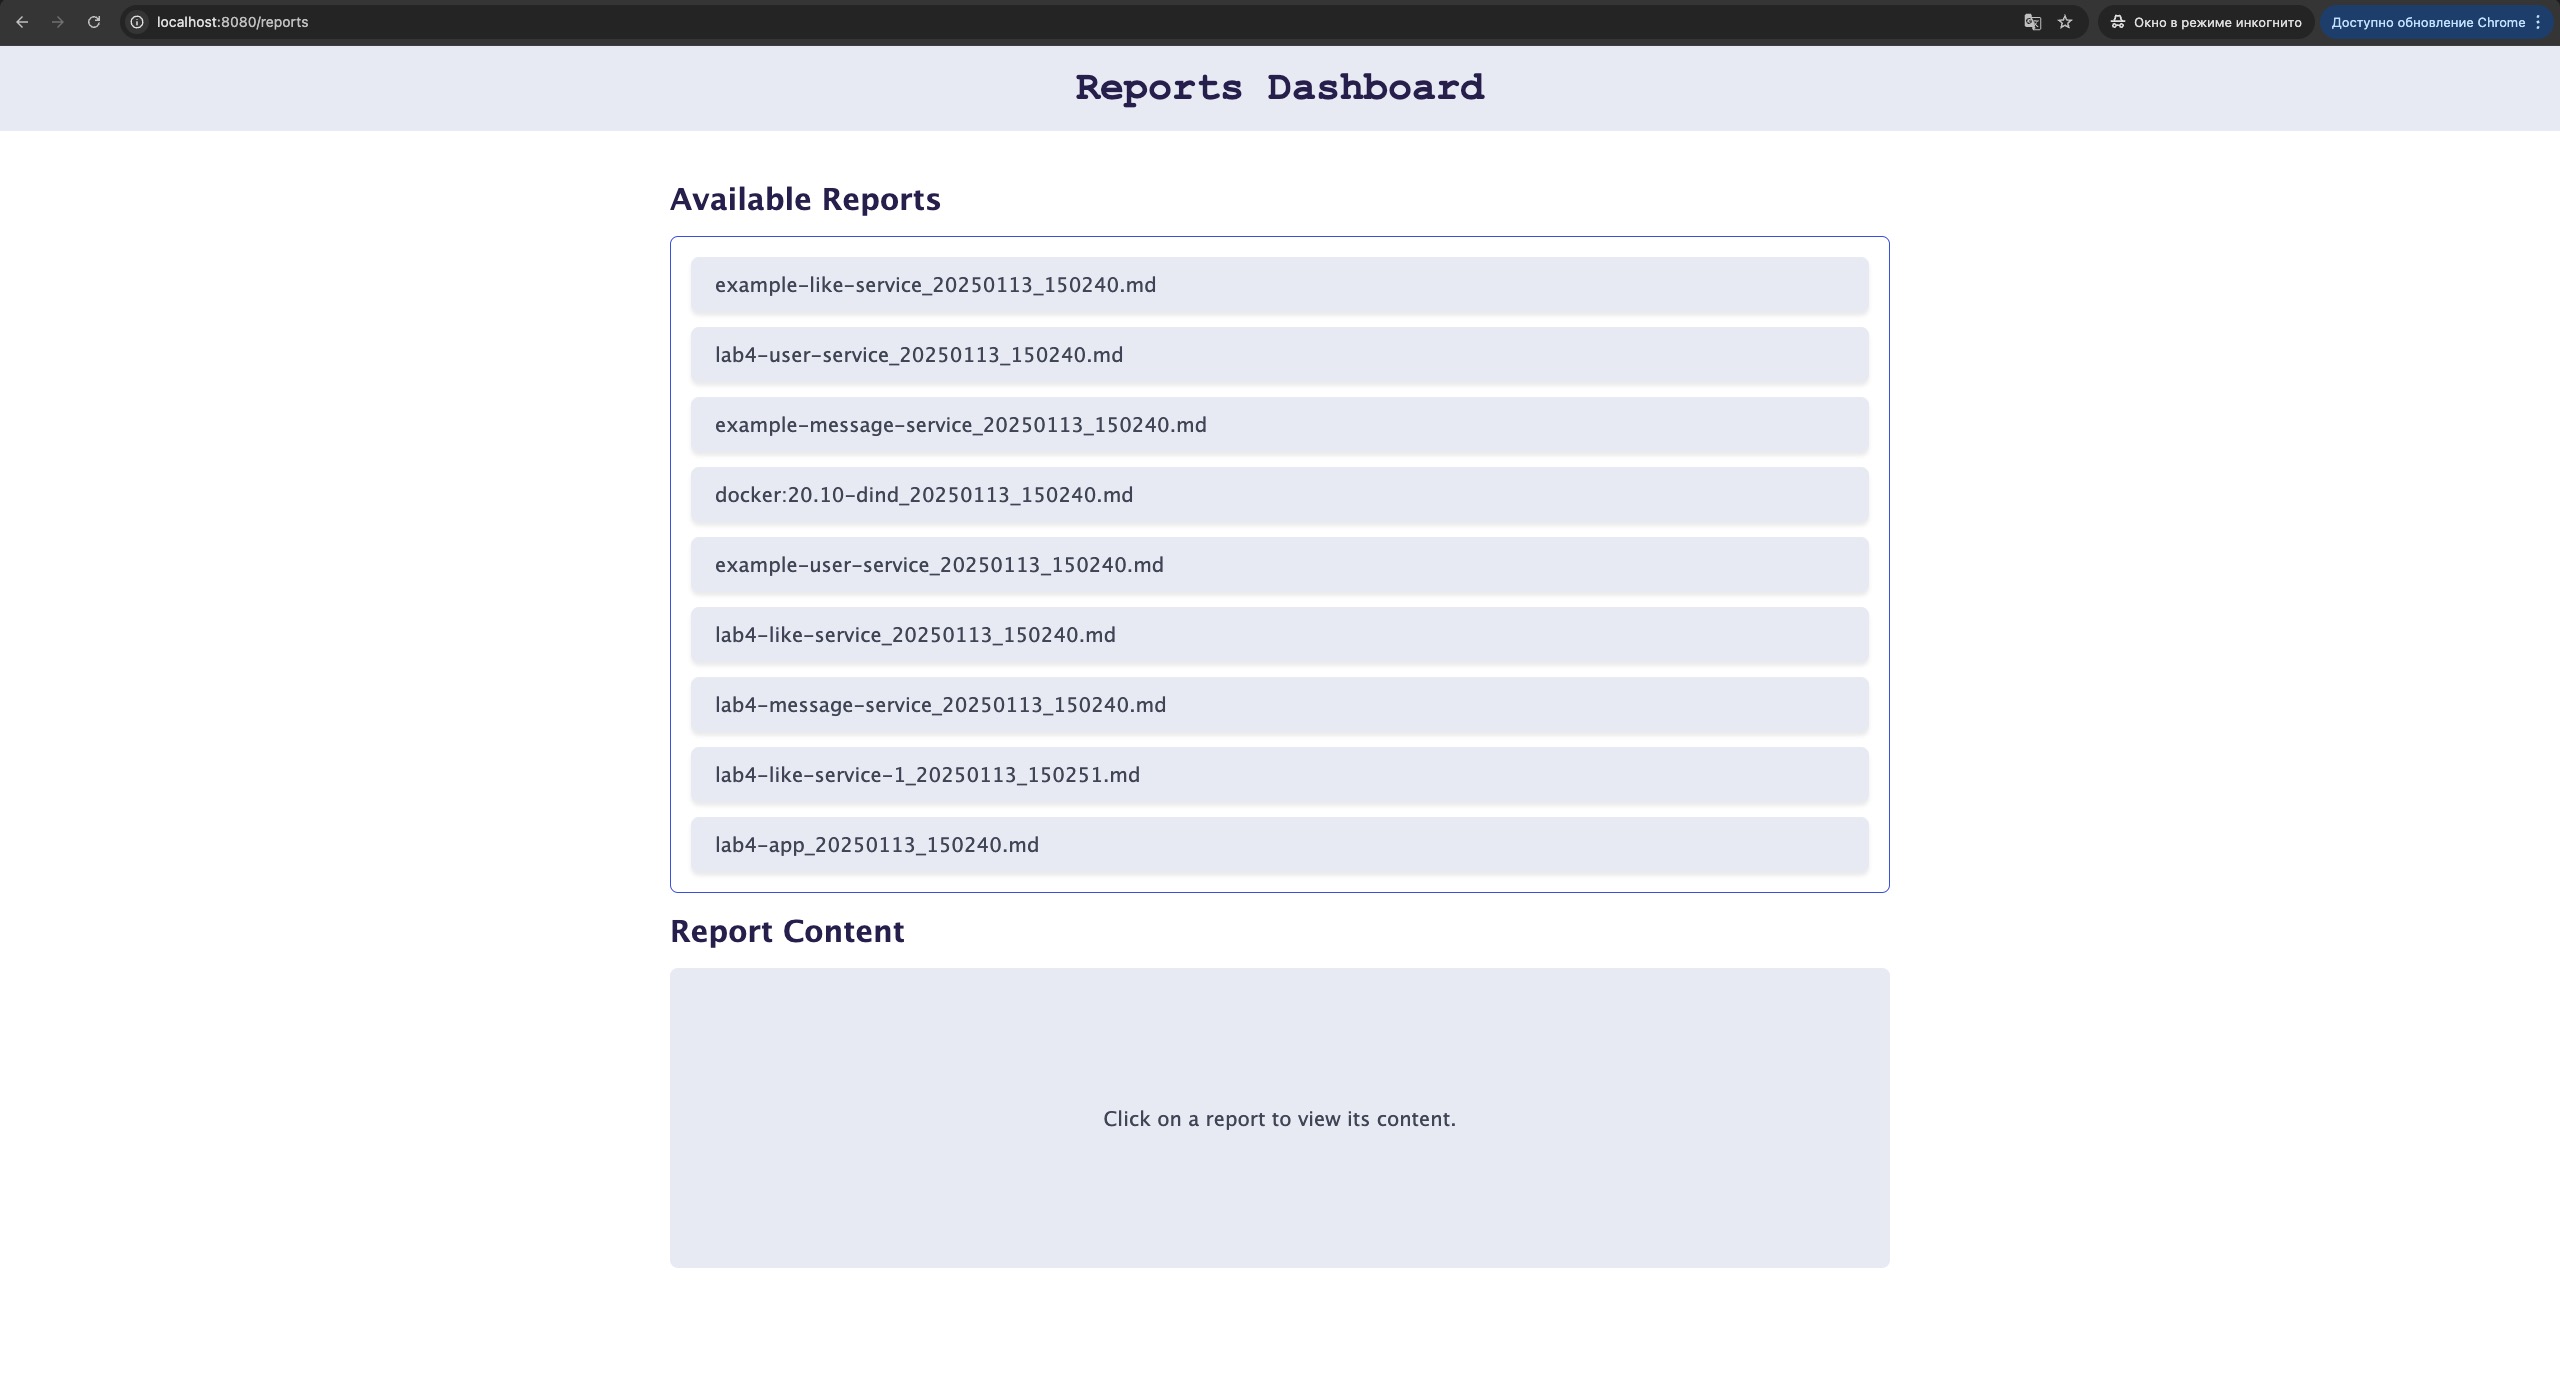 localhost:8080/reports
Окно в режиме инкогнито
Доступно обновление Chrome
Reports Dashboard
Available Reports
example-like-service_20250113_150240.md
lab4-user-service_20250113_150240.md
example-message-service_20250113_150240.md
docker:20.10-dind_20250113_150240.md
example-user-service_20250113_150240.md
lab4-like-service_20250113_150240.md
lab4-message-service_20250113_150240.md
lab4-like-service-1_20250113_150251.md
lab4-app_20250113_150240.md
Report Content
Click on a report to view its content.